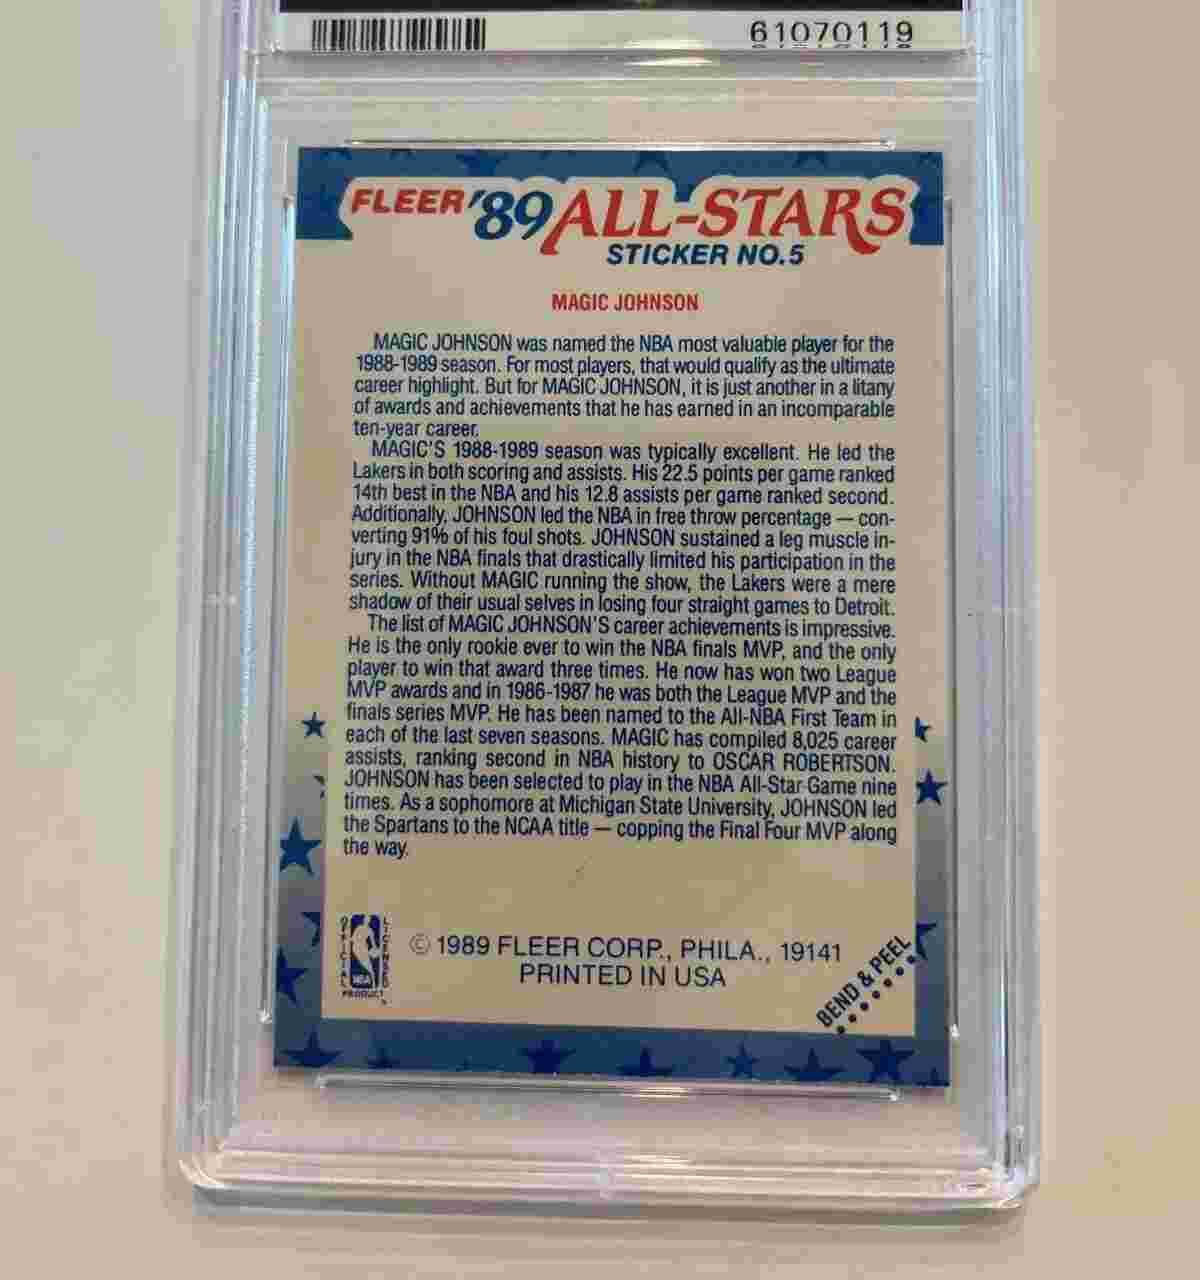 61070119
FLEER '89 ALL-STARS
STICKER NO.5
MAGIC JOHNSON
MAGIC JOHNSON was named the NBA most valuable player for the
1988-1989 season. For most players, that would qualify as the ultimate
career highlight. But for MAGIC JOHNSON, it is just another in a litany
of awards and achievements that he has earned in an incomparable
ten-year career.
MAGIC'S 1988-1989 season was typically excellent. He led the
Lakers in both scoring and assists. His 22.5 points per game ranked
14th best in the NBA and his 12.8 assists per game ranked second.
Additionally, JOHNSON led the NBA in free throw percentage — con-
verting 91% of his foul shots. JOHNSON sustained a leg muscle in-
jury in the NBA finals that drastically limited his participation in the
series. Without MAGIC running the show, the Lakers were a mere
shadow of their usual selves in losing four straight games to Detroit.
The list of MAGIC JOHNSON'S career achievements is impressive.
He is the only rookie ever to win the NBA finals MVP, and the only
player to win that award three times. He now has won two League
MVP awards and in 1986-1987 he was both the League MVP and the
finals series MVP. He has been named to the All-NBA First Team in
each of the last seven seasons. MAGIC has compiled 8,025 career
assists, ranking second in NBA history to OSCAR ROBERTSON.
JOHNSON has been selected to play in the NBA All-Star Game nine
times. As a sophomore at Michigan State University, JOHNSON led
the Spartans to the NCAA title — copping the Final Four MVP along
the way.
OFFICIAL
NBA
LICENSED
PRODUCT
© 1989 FLEER CORP., PHILA., 19141
PRINTED IN USA
BEND & PEEL